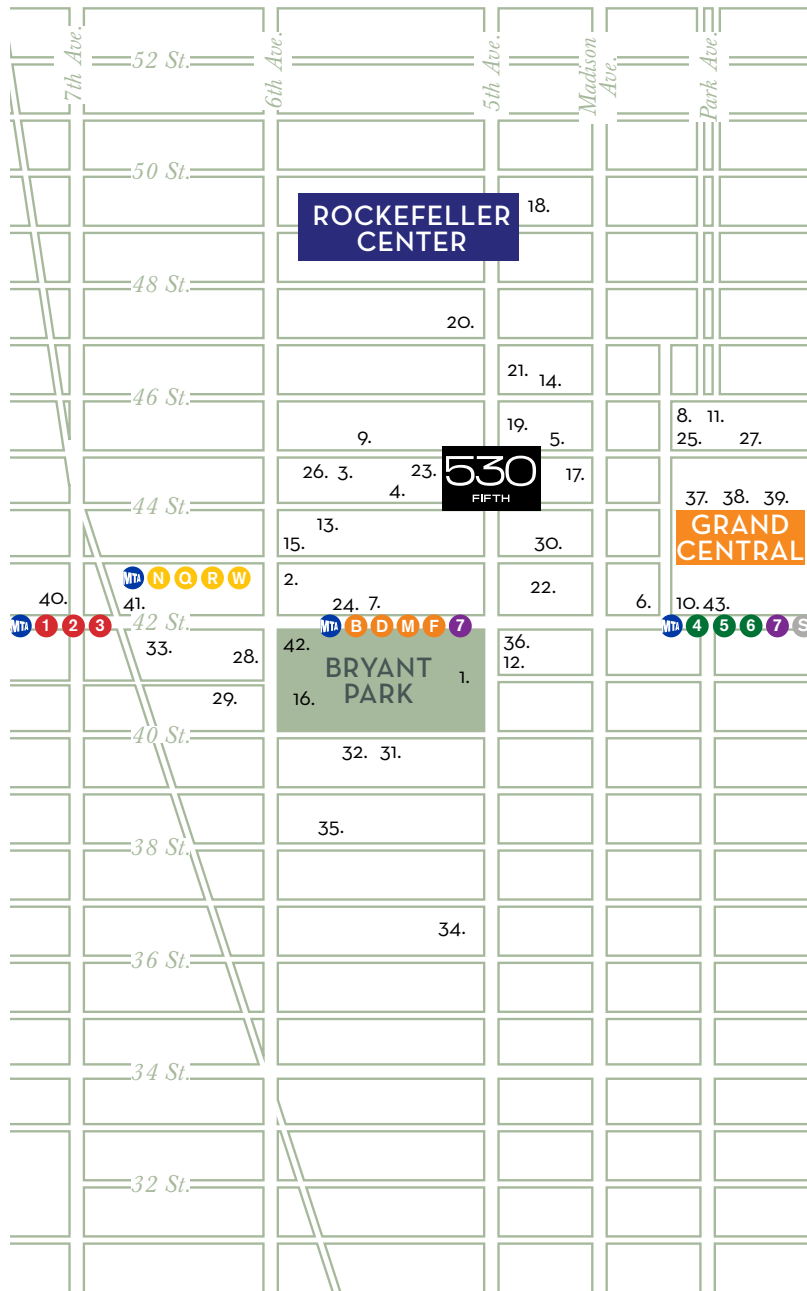 7th Ave.
6th Ave.
5th Ave.
Madison
Ave.
Park Ave.
52 St.
50 St.
18.
ROCKEFELLER
CENTER
48 St.
20.
21.
14.
46 St.
19.
5.
8. 11.
25. 27.
9.
26. 3.
23.
4.
530
FIFTH
17.
44 St.
37. 38. 39.
GRAND
CENTRAL
13.
15.
30.
MTA N Q R W
2.
22.
40.
41.
24. 7.
6.
10. 43.
42 St.
MTA 1 2 3
MTA B D M F 7
MTA 4 5 6 7 S
33.
28.
42.
36.
12.
BRYANT
PARK
1.
29.
16.
40 St.
32. 31.
35.
38 St.
34.
36 St.
34 St.
32 St.